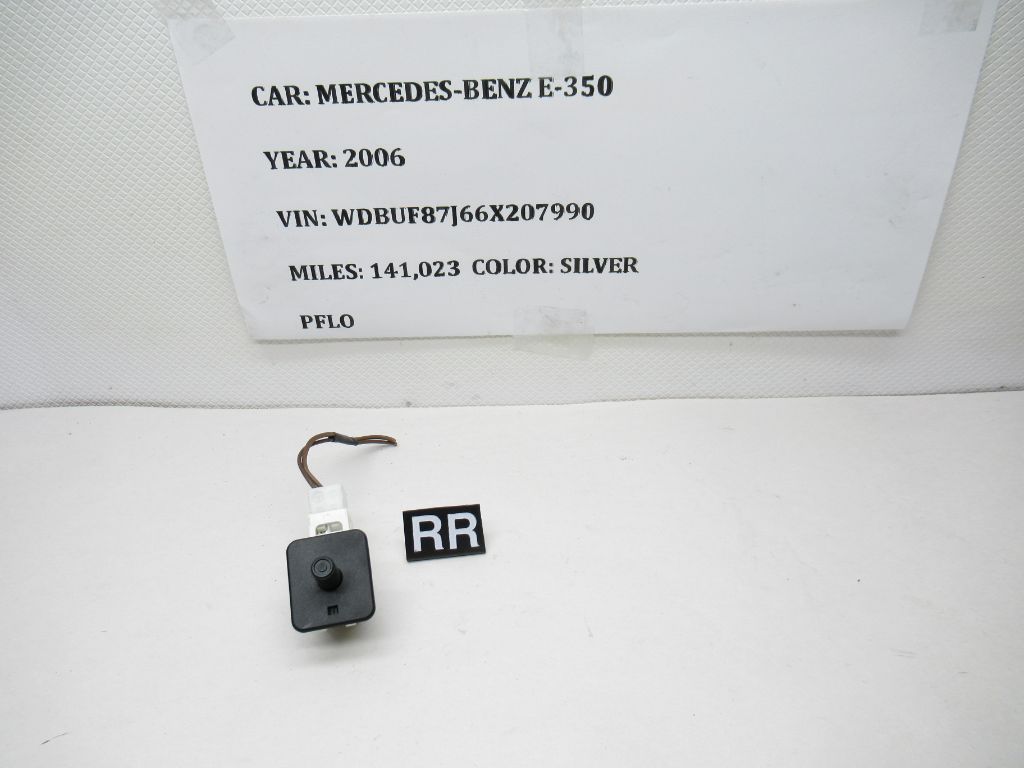 CAR: MERCEDES-BENZ E-350
YEAR: 2006
VIN: WDBUF87J66X207990
MILES: 141,023 COLOR: SILVER
PFLO
RR